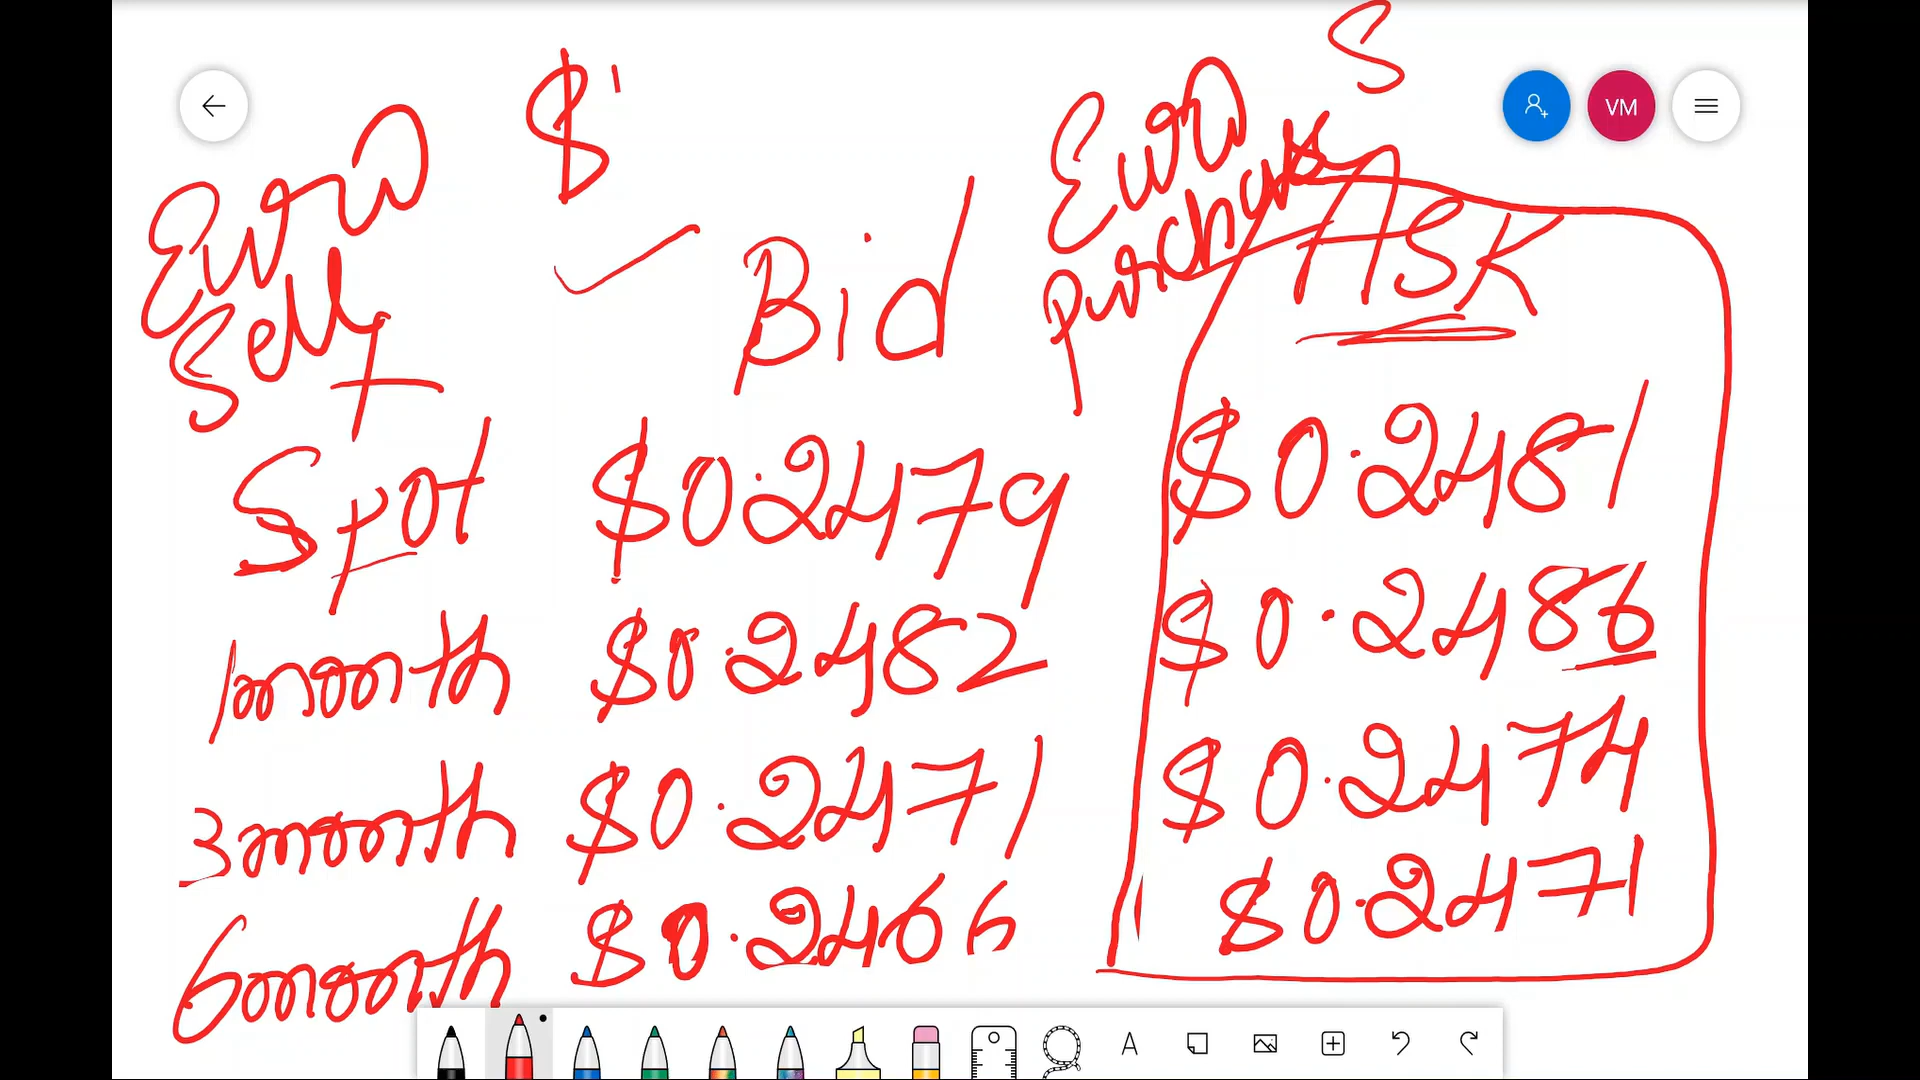 $
S
Euro
Sell
Euro
purchase
Bid
ASK
VM
Spot $0.2479 $0.2481
1month $0.2482 $0.2486
3month $0.2471 $0.2474
6month $0.2466 $0.2471
A